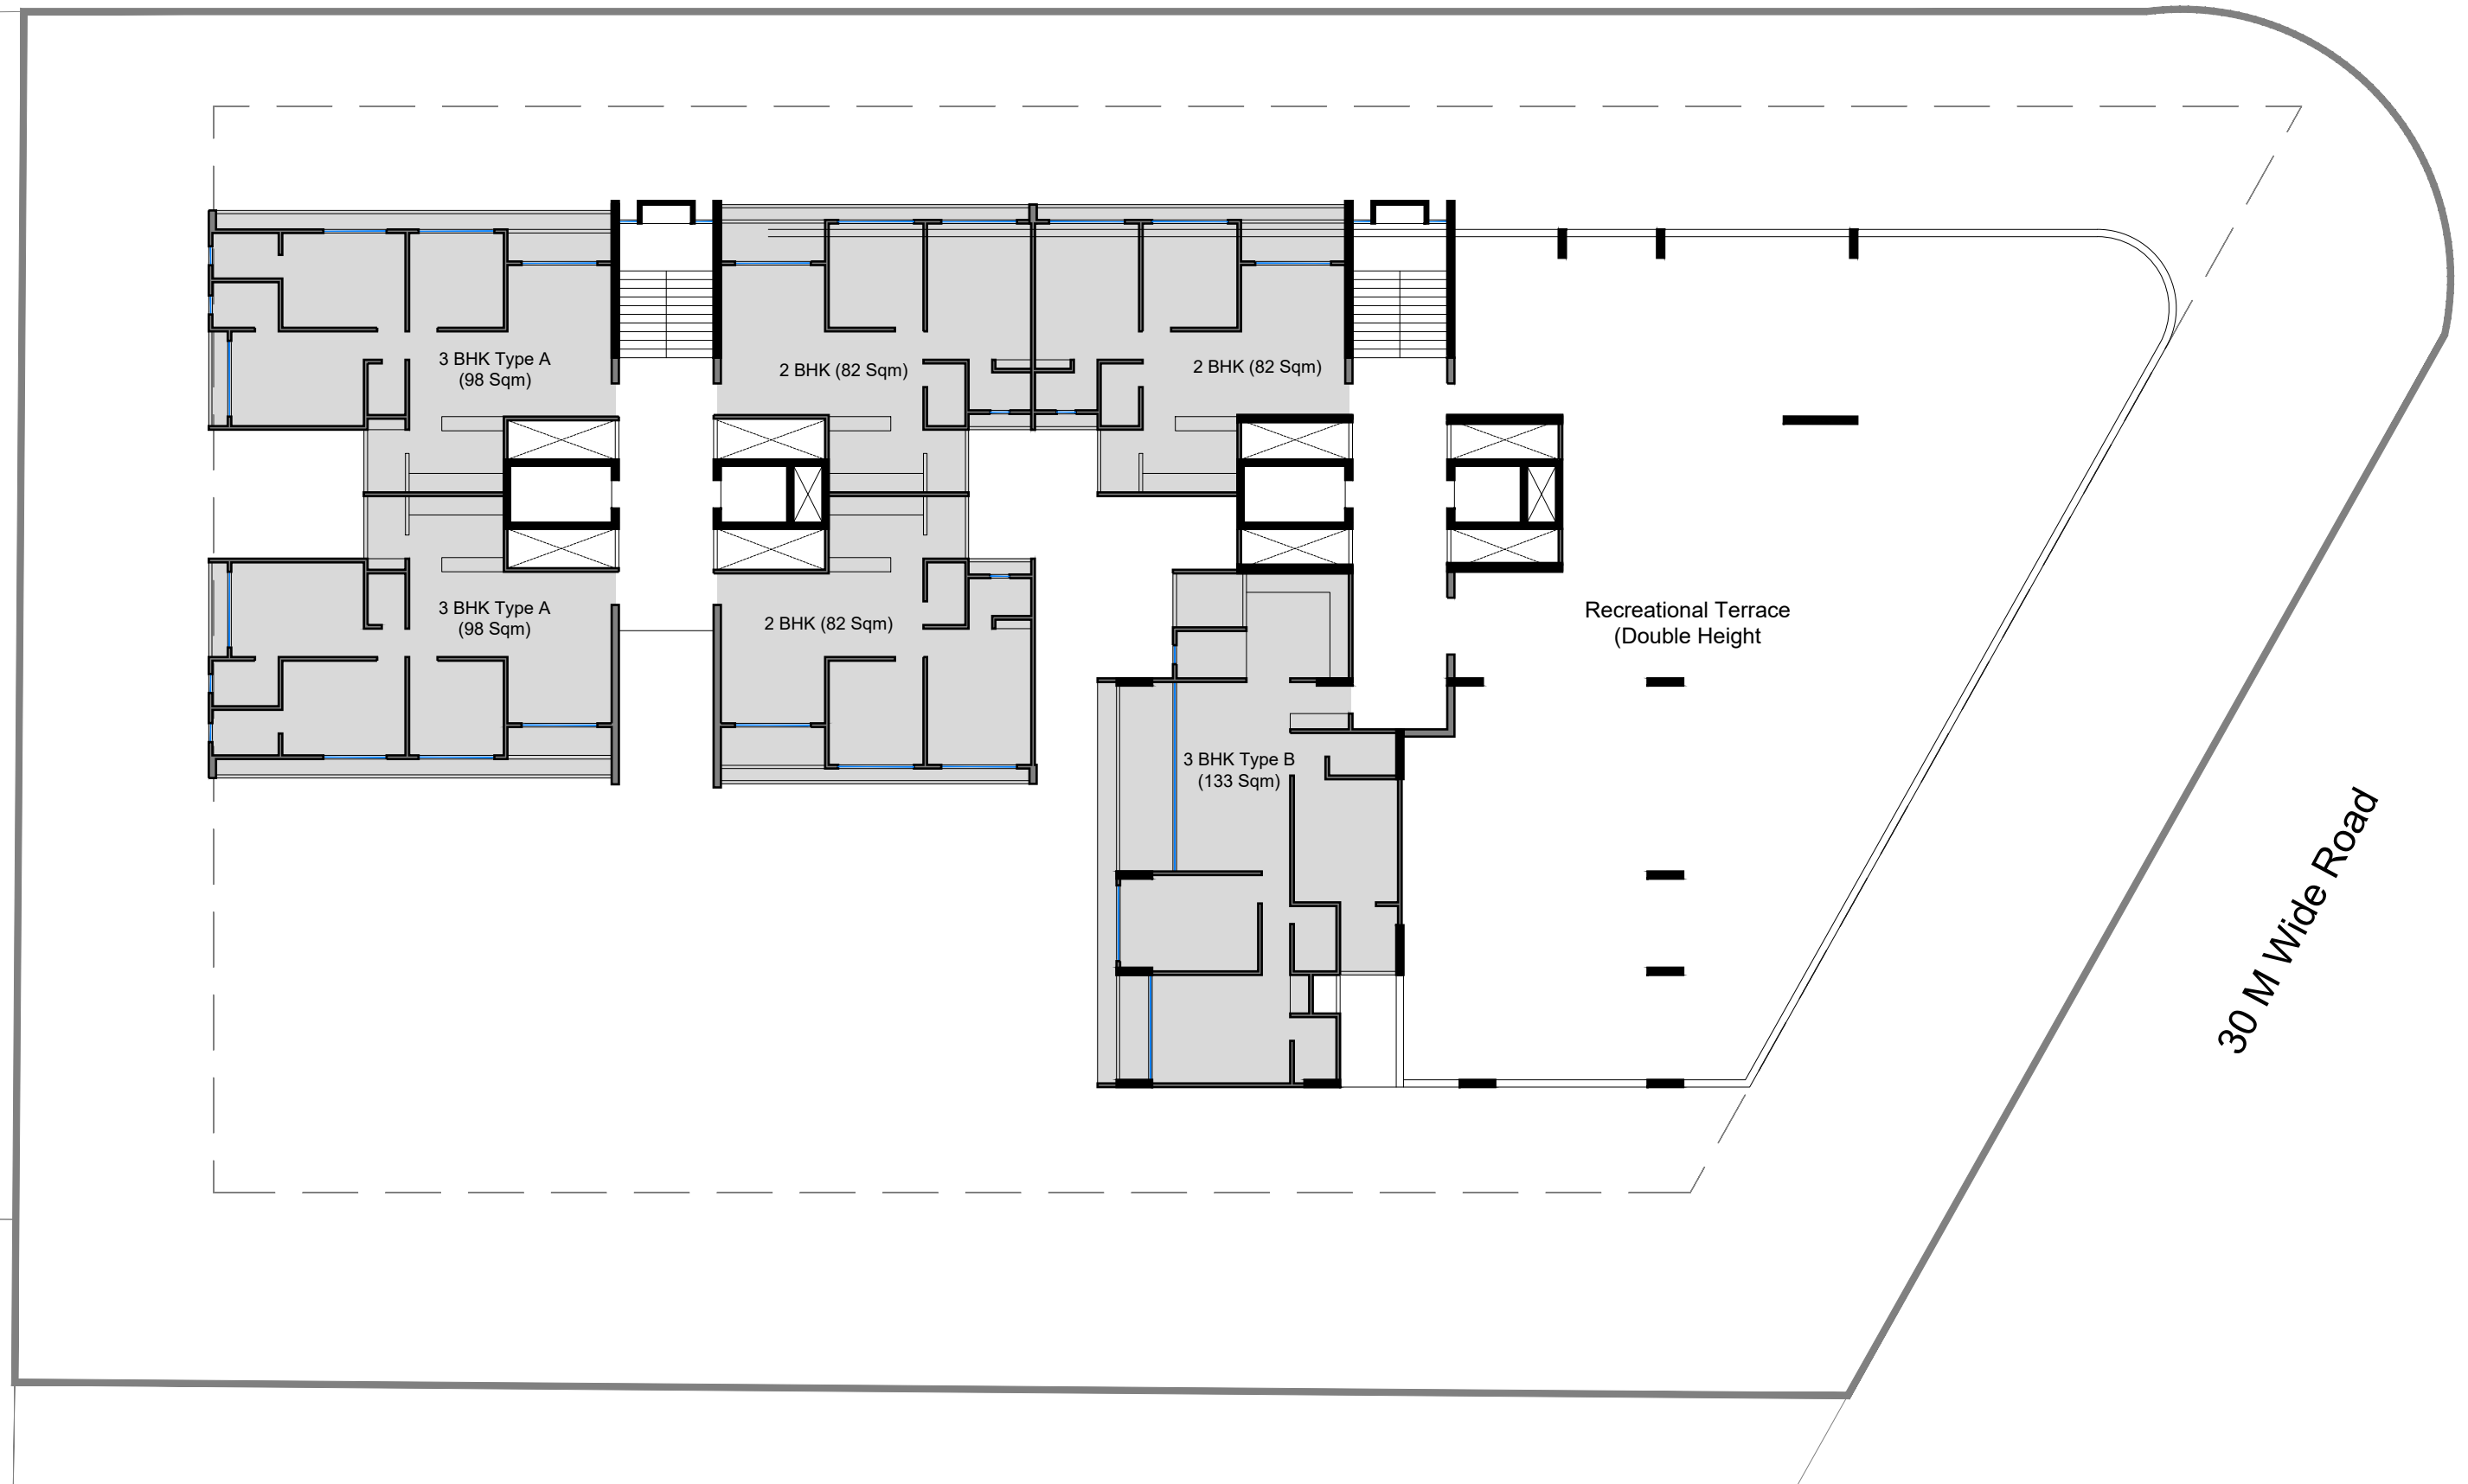 3 BHK Type A
(98 Sqm)
2 BHK (82 Sqm)
2 BHK (82 Sqm)
3 BHK Type A
(98 Sqm)
2 BHK (82 Sqm)
Recreational Terrace
(Double Height
3 BHK Type B
(133 Sqm)
30 M Wide Road